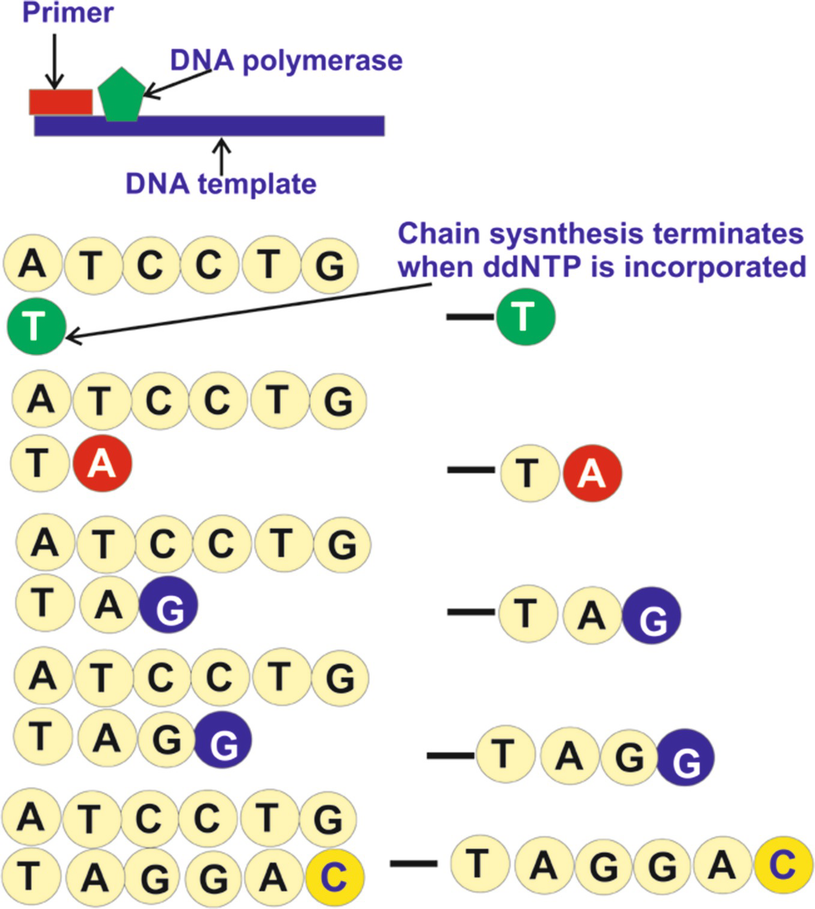 Primer
DNA polymerase
DNA template
Chain sysnthesis terminates
when ddNTP is incorporated
A T C C T G
T
T
A T C C T G
T A
T A
A T C C T G
T A G
T A G
A T C C T G
T A G G
T A G G
A T C C T G
T A G G A C
T A G G A C